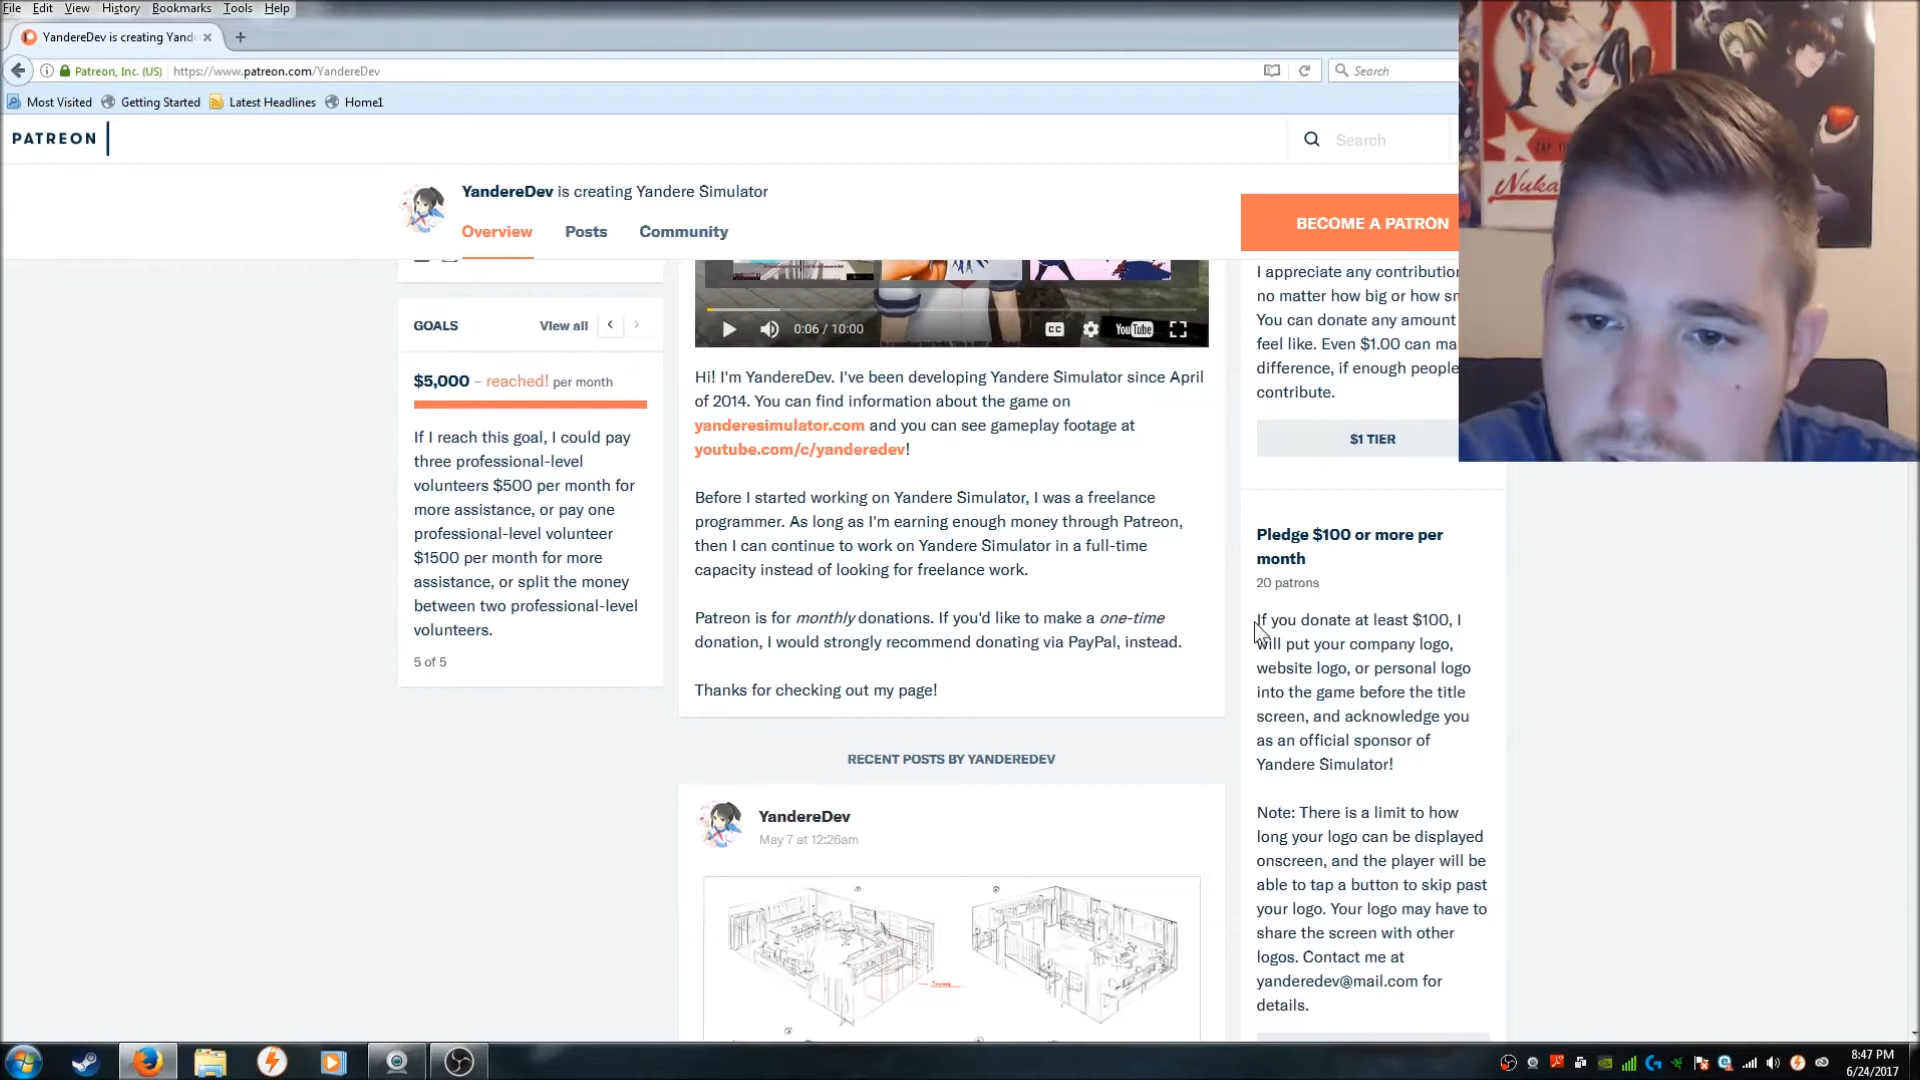 File Edit View History Bookmarks Tools Help
YandereDev is creating Yand
Patreon, Inc. (US) https://www.patreon.com/YandereDev
Search
Most Visited Getting Started Latest Headlines Home1
PATREON
Search
YandereDev is creating Yandere Simulator
Overview Posts Community
BECOME A PATRON
GOALS View all
$5,000 – reached! per month
If I reach this goal, I could pay
three professional-level
volunteers $500 per month for
more assistance, or pay one
professional-level volunteer
$1500 per month for more
assistance, or split the money
between two professional-level
volunteers.
5 of 5
0:06 / 10:00
CC
YouTube
Hi! I'm YandereDev. I've been developing Yandere Simulator since April
of 2014. You can find information about the game on
yanderesimulator.com and you can see gameplay footage at
youtube.com/c/yanderedev!
Before I started working on Yandere Simulator, I was a freelance
programmer. As long as I'm earning enough money through Patreon,
then I can continue to work on Yandere Simulator in a full-time
capacity instead of looking for freelance work.
Patreon is for monthly donations. If you'd like to make a one-time
donation, I would strongly recommend donating via PayPal, instead.
Thanks for checking out my page!
RECENT POSTS BY YANDEREDEV
YandereDev
May 7 at 12:26am
I appreciate any contribution
no matter how big or how
You can donate any amount
feel like. Even $1.00 can
difference, if enough people
contribute.
$1 TIER
Pledge $100 or more per
month
20 patrons
If you donate at least $100, I
will put your company logo,
website logo, or personal logo
into the game before the title
screen, and acknowledge you
as an official sponsor of
Yandere Simulator!
Note: There is a limit to how
long your logo can be displayed
onscreen, and the player will be
able to tap a button to skip past
your logo. Your logo may have to
share the screen with other
logos. Contact me at
yanderedev@mail.com for
details.
Nuka
8:47 PM
6/24/2017